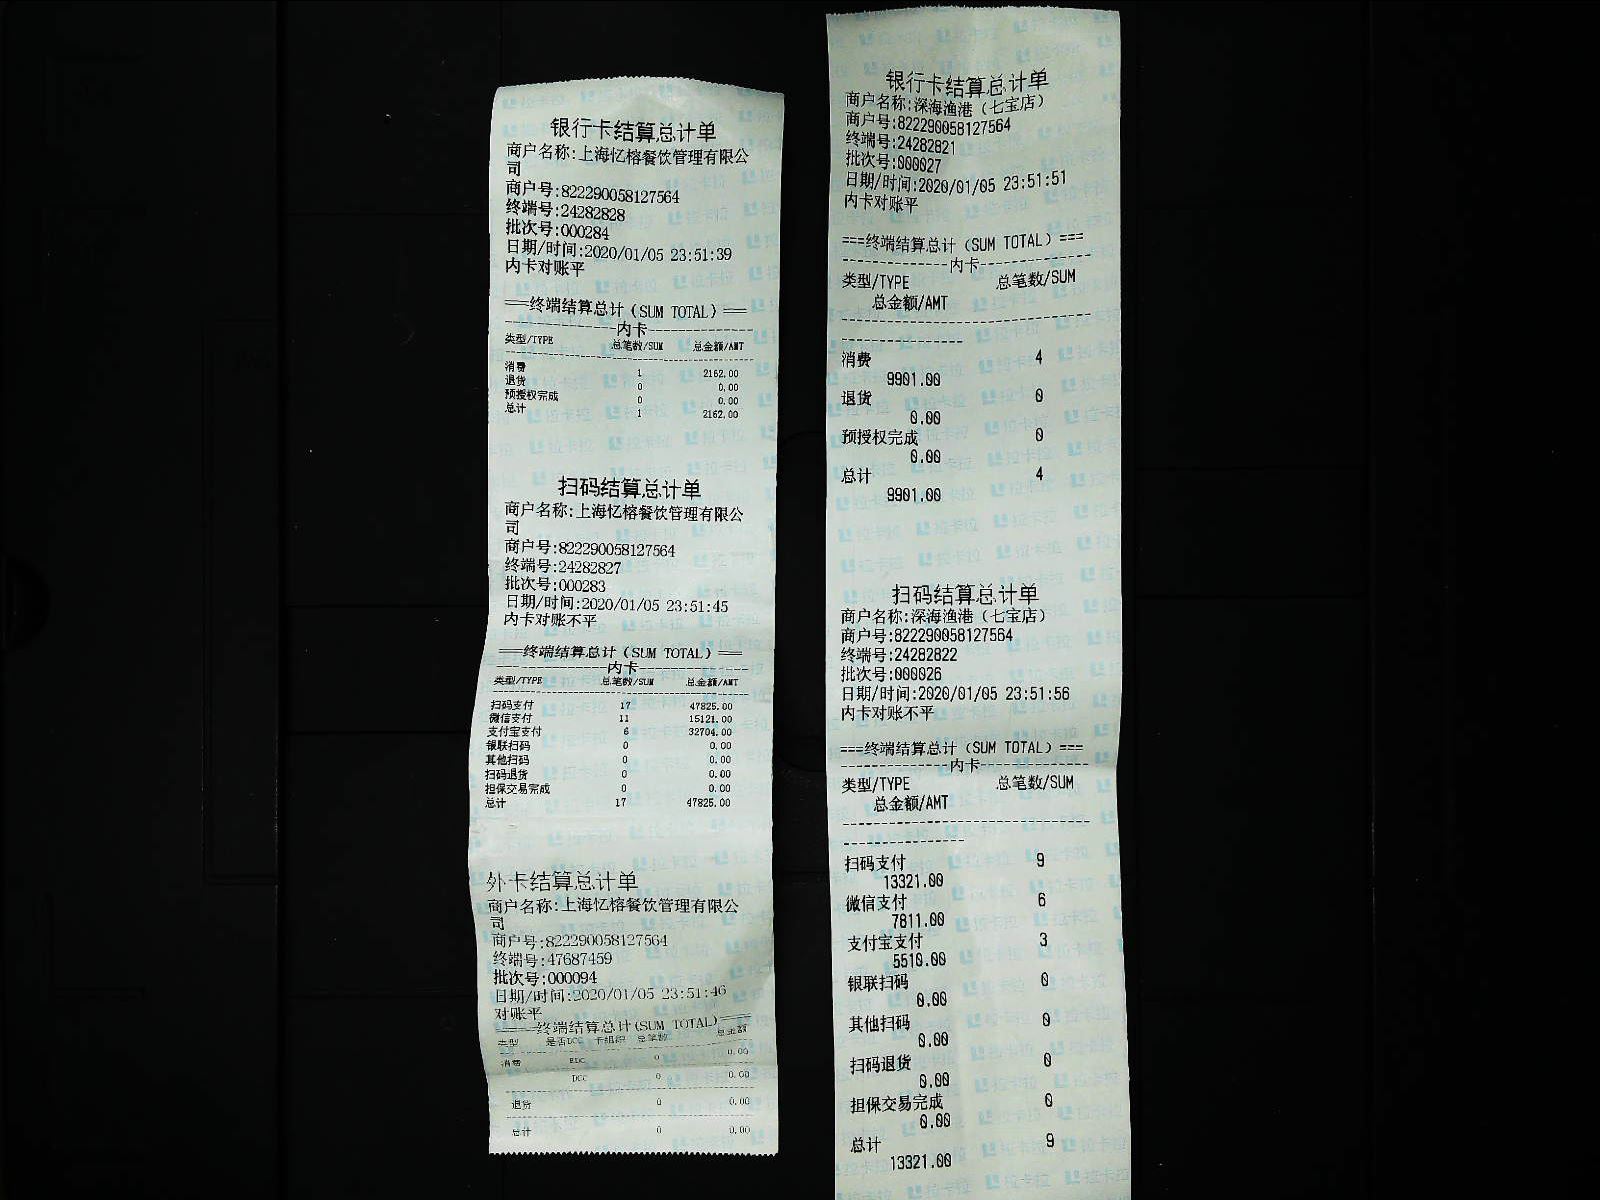 银行卡结算总计单
商户名称:上海忆榕餐饮管理有限公
司
商户号:822290058127564
终端号:24282828
批次号:000284
日期/时间:2020/01/05 23:51:39
内卡对账平
===终端结算总计(SUM TOTAL)===
内卡
类型/TYPE 总笔数/SUM 总金额/AMT
消费 1 2162.00
退货 0 0.00
预授权完成 0 0.00
总计 1 2162.00
扫码结算总计单
商户名称:上海忆榕餐饮管理有限公
司
商户号:822290058127564
终端号:24282827
批次号:000283
日期/时间:2020/01/05 23:51:45
内卡对账不平
===终端结算总计(SUM TOTAL)===
内卡
类型/TYPE 总笔数/SUM 总金额/AMT
扫码支付 17 47825.00
微信支付 11 15121.00
支付宝支付 6 32704.00
银联扫码 0 0.00
其他扫码 0 0.00
扫码退货 0 0.00
担保交易完成 0 0.00
总计 17 47825.00
外卡结算总计单
商户名称:上海忆榕餐饮管理有限公
司
商户号:822290058127564
终端号:47687459
批次号:000094
日期/时间:2020/01/05 23:51:46
对账平
===终端结算总计(SUM TOTAL)===
类型 是否DCC 卡组织 总笔数 总金额
消费 EDC 0 0.00
DCC 0 0.00
退货 0 0.00
总计 0 0.00
银行卡结算总计单
商户名称:深海渔港（七宝店）
商户号:822290058127564
终端号:24282821
批次号:000027
日期/时间:2020/01/05 23:51:51
内卡对账平
===终端结算总计(SUM TOTAL)===
内卡
类型/TYPE 总笔数/SUM
总金额/AMT
消费 4
9901.00
退货 0
0.00
预授权完成 0
0.00
总计 4
9901.00
扫码结算总计单
商户名称:深海渔港（七宝店）
商户号:822290058127564
终端号:24282822
批次号:000026
日期/时间:2020/01/05 23:51:56
内卡对账不平
===终端结算总计(SUM TOTAL)===
内卡
类型/TYPE 总笔数/SUM
总金额/AMT
扫码支付 9
13321.00
微信支付 6
7811.00
支付宝支付 3
5510.00
银联扫码 0
0.00
其他扫码 0
0.00
扫码退货 0
0.00
担保交易完成 0
0.00
总计 9
13321.00